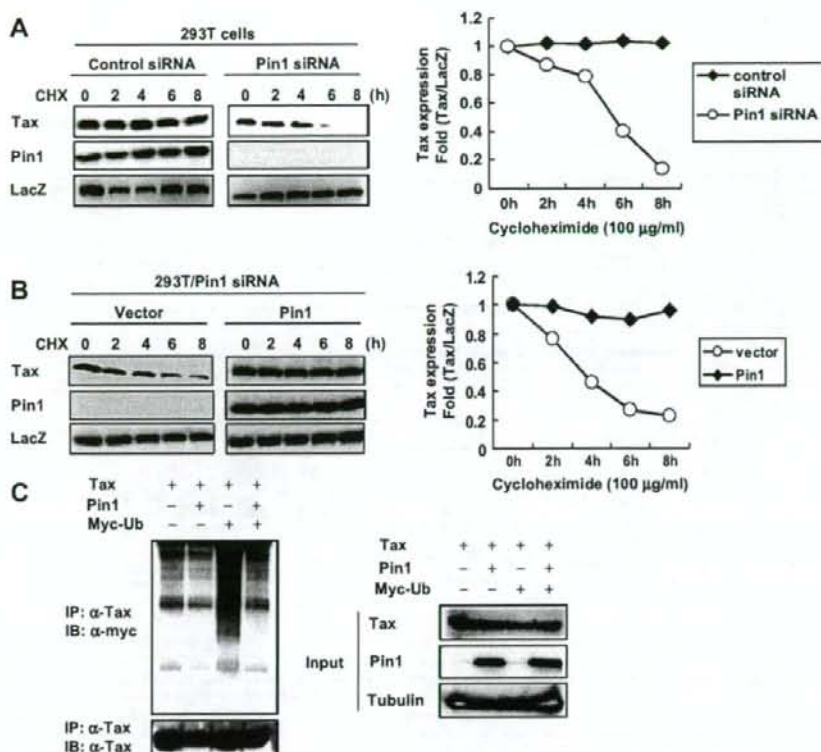 A
293T cells
Control siRNA Pin1 siRNA
CHX 0 2 4 6 8 0 2 4 6 8 (h)
Tax
Pin1
LacZ
Tax expression
Fold (Tax/LacZ)
1.2
1
0.8
0.6
0.4
0.2
0
0h 2h 4h 6h 8h
Cycloheximide (100 µg/ml)
control
siRNA
Pin1 siRNA
B
293T/Pin1 siRNA
Vector Pin1
CHX 0 2 4 6 8 0 2 4 6 8 (h)
Tax
Pin1
LacZ
Tax expression
Fold (Tax/LacZ)
1.2
1
0.8
0.6
0.4
0.2
0
0h 2h 4h 6h 8h
Cycloheximide (100 µg/ml)
vector
Pin1
C
Tax + + + +
Pin1 – + – +
Myc-Ub – – + +
IP: α-Tax
IB: α-myc
IP: α-Tax
IB: α-Tax
Tax + + + +
Pin1 – + – +
Myc-Ub – – + +
Input
Tax
Pin1
Tubulin